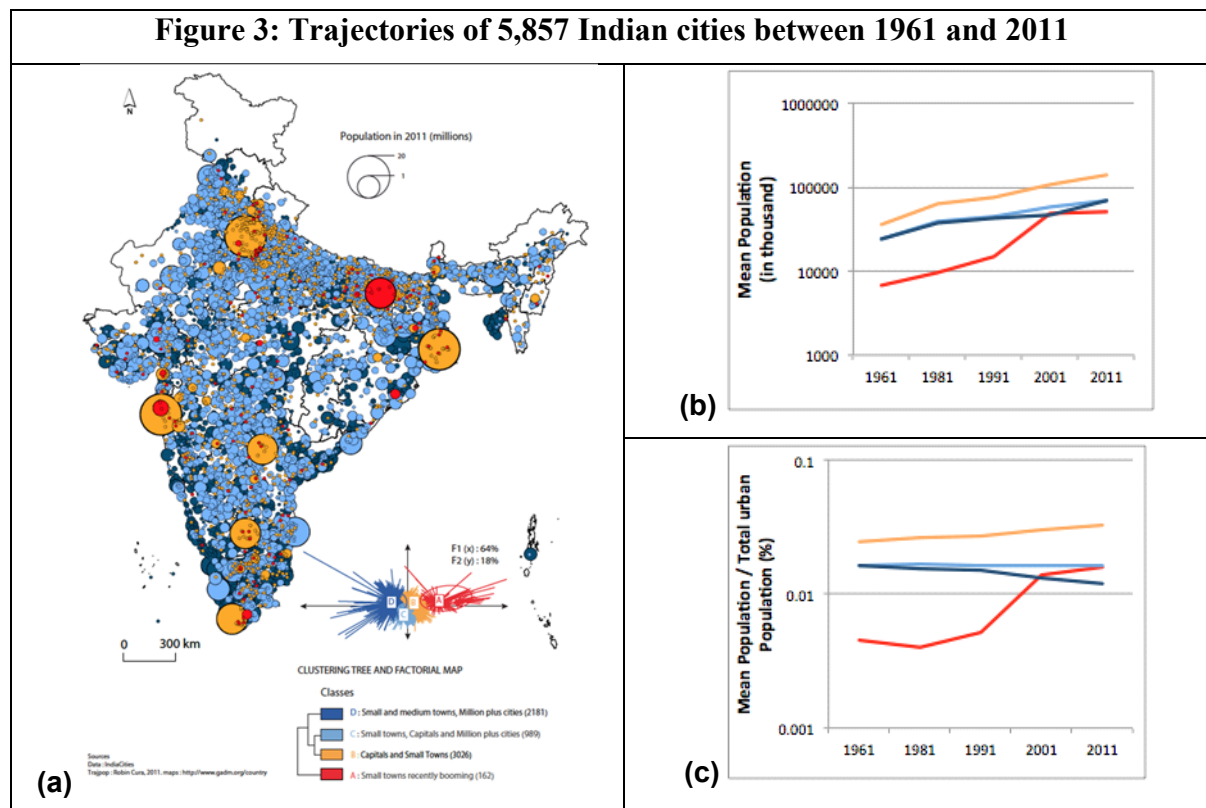 Figure 3: Trajectories of 5,857 Indian cities between 1961 and 2011
N
Population in 2011 (millions)
20
1
F1 (x) : 64%
F2 (y) : 18%
D
B
A
C
0 300 km
CLUSTERING TREE AND FACTORIAL MAP
Classes
D : Small and medium towns, Million plus cities (2181)
C : Small towns, Capitals and Million plus cities (989)
B : Capitals and Small Towns (3026)
A : Small towns recently booming (162)
Sources
Data : IndiaCities
Trajpop : Robin Cura, 2011. maps : http://www.gadm.org/country
(a)
Mean Population
(in thousand)
1000000
100000
10000
1000
1961 1981 1991 2001 2011
(b)
Mean Population / Total urban
Population (%)
0.1
0.01
0.001
1961 1981 1991 2001 2011
(c)